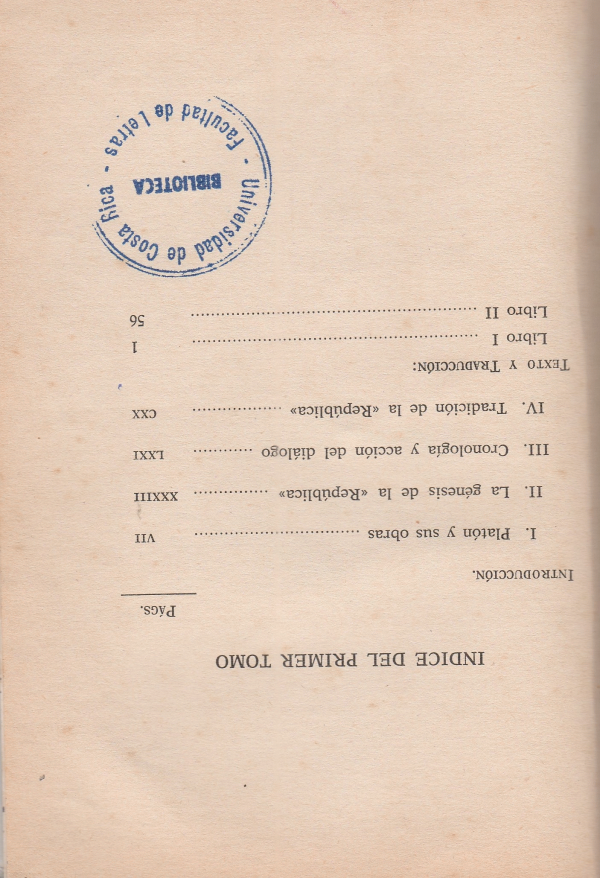 INDICE DEL PRIMER TOMO
PÁGS.
INTRODUCCIÓN.
I. Platón y sus obras ................................ VII
II. La génesis de la «República» ............... XXXIII
III. Cronología y acción del diálogo ............ LXXI
IV. Tradición de la «República» .................. CXX
TEXTO Y TRADUCCIÓN:
Libro I ...................................................... 1
Libro II ...................................................... 56
Universidad de Costa Rica - Facultad de Letras -
BIBLIOTECA